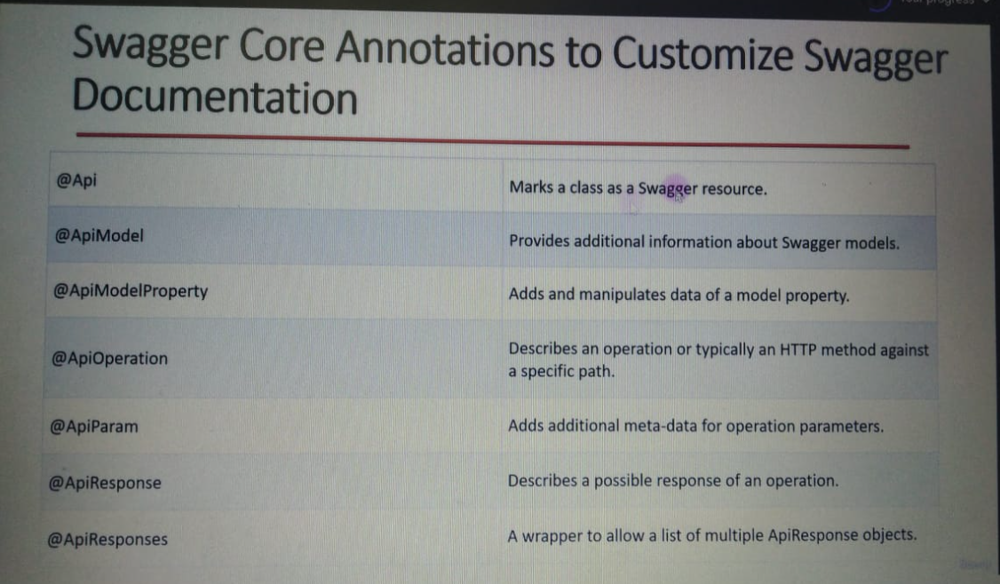 Your progress
Swagger Core Annotations to Customize Swagger
Documentation
@Api
Marks a class as a Swagger resource.
@ApiModel
Provides additional information about Swagger models.
@ApiModelProperty
Adds and manipulates data of a model property.
@ApiOperation
Describes an operation or typically an HTTP method against
a specific path.
@ApiParam
Adds additional meta-data for operation parameters.
@ApiResponse
Describes a possible response of an operation.
@ApiResponses
A wrapper to allow a list of multiple ApiResponse objects.